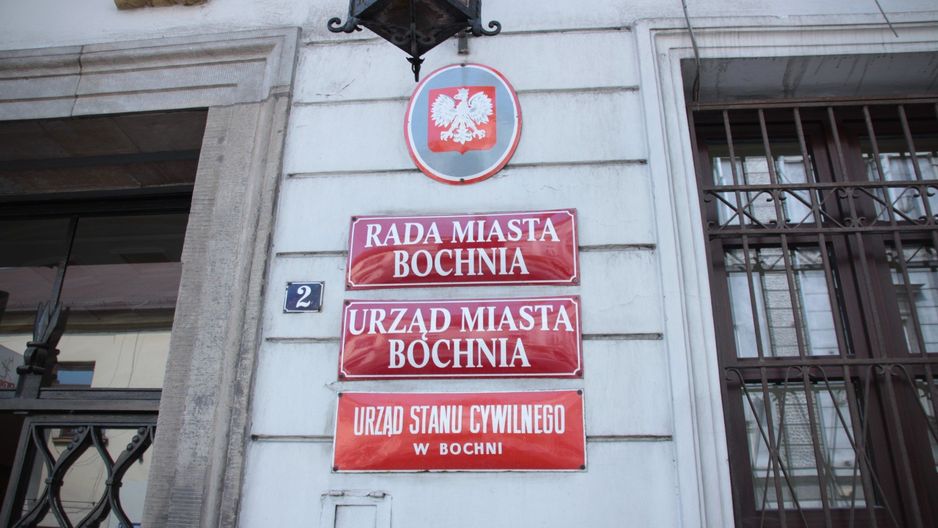 RADA MIASTA
BOCHNIA
2
URZĄD MIASTA
BOCHNIA
URZĄD STANU CYWILNEGO
W BOCHNI